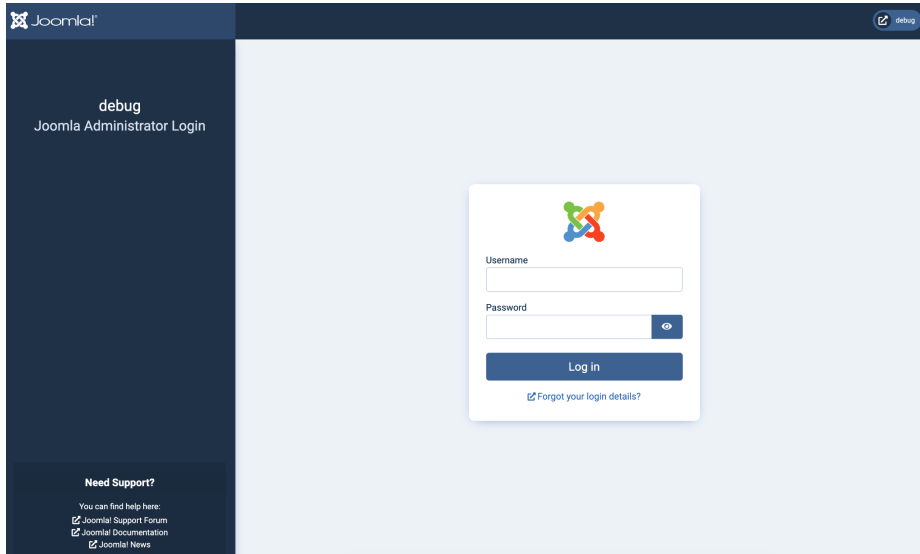 Joomla!®
debug
debug
Joomla Administrator Login
Username
Password
Log in
Forgot your login details?
Need Support?
You can find help here:
Joomla! Support Forum
Joomla! Documentation
Joomla! News